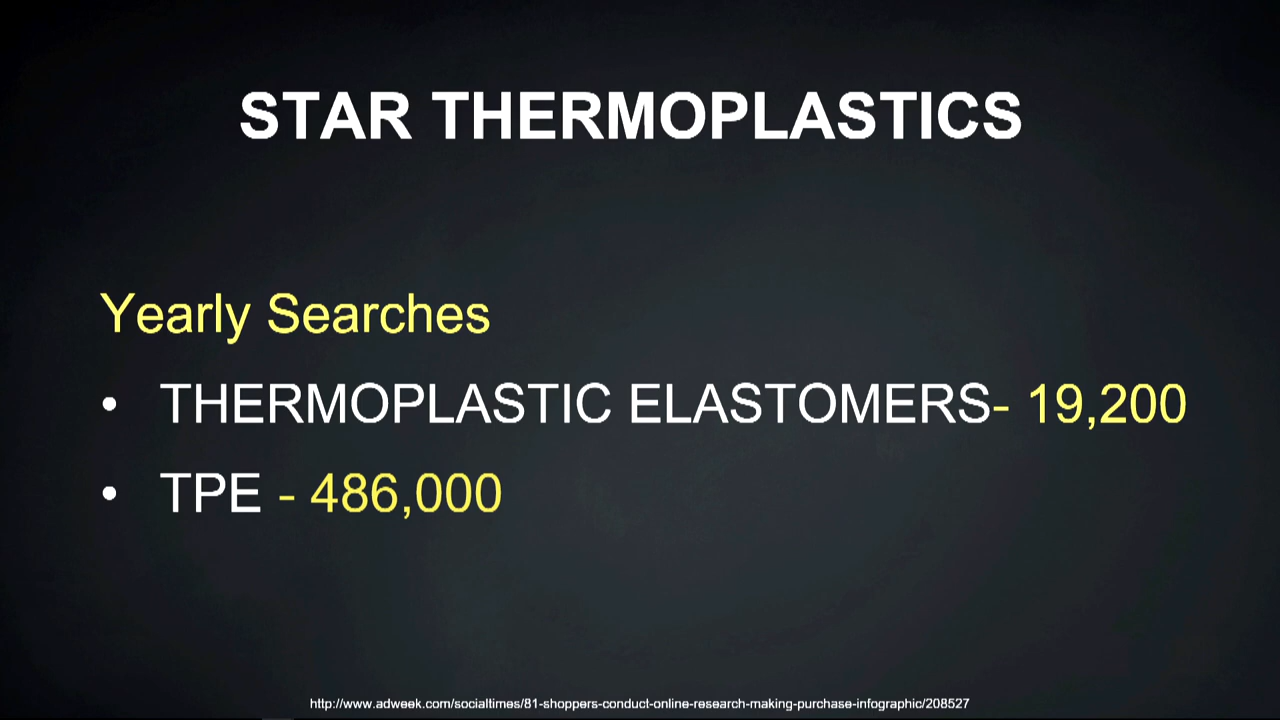 STAR THERMOPLASTICS
Yearly Searches
• THERMOPLASTIC ELASTOMERS- 19,200
• TPE - 486,000
http://www.adweek.com/socialtimes/81-shoppers-conduct-online-research-making-purchase-infographic/208527